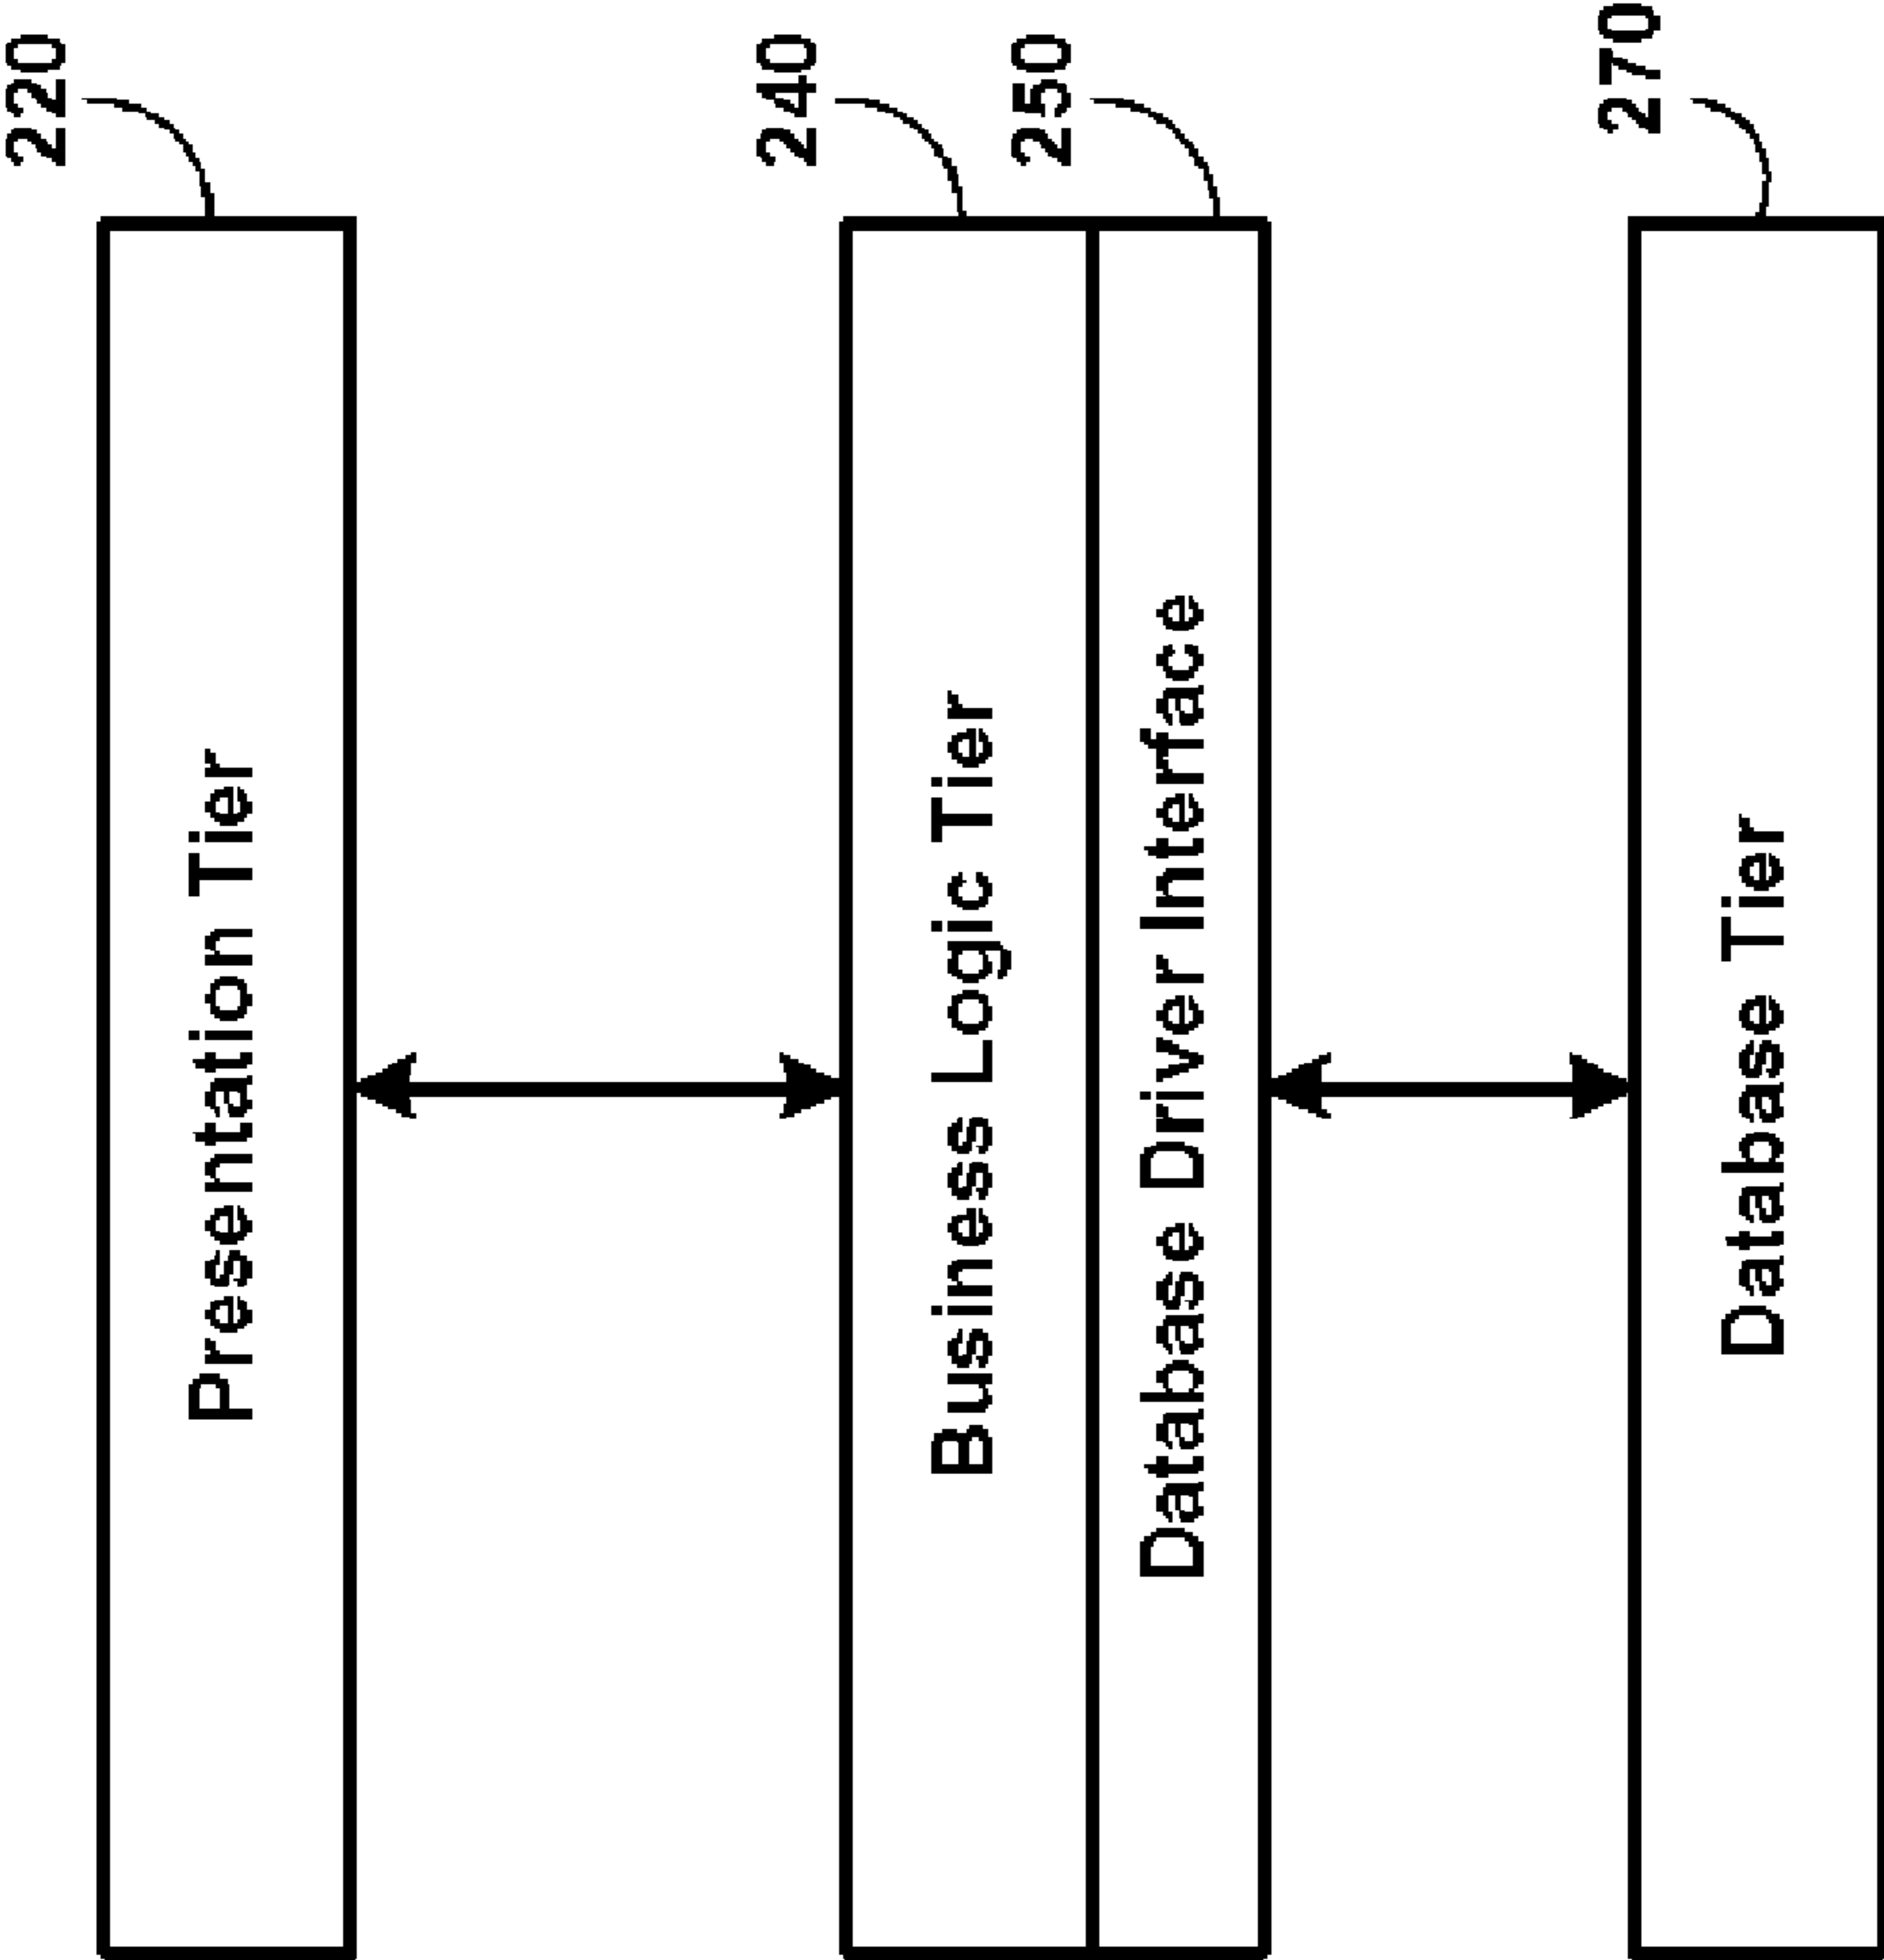 Presentation Tier
220
Business Logic Tier
240
Database Driver Interface
250
Database Tier
270